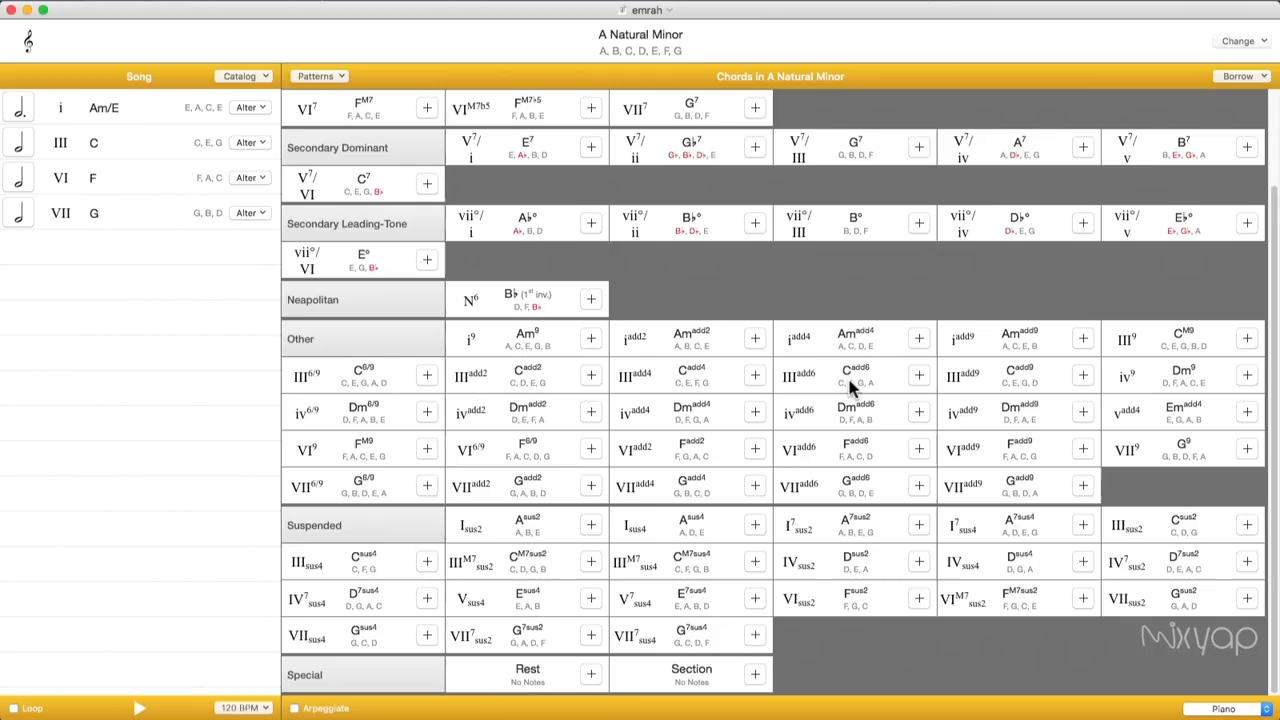 emrah
A Natural Minor
A, B, C, D, E, F, G
Change
Song
Catalog
Patterns
Chords in A Natural Minor
Borrow
i Am/E E, A, C, E Alter
III C C, E, G Alter
VI F F, A, C Alter
VII G G, B, D Alter
VI7 FM7 F, A, C, E + VIM7b5 FM7♭5 F, A, B, E + VII7 G7 G, B, D, F +
Secondary Dominant V7/i E7 E, A♭, B, D + V7/ii G♭7 G♭, B♭, D♭, E + V7/III G7 G, B, D, F + V7/iv A7 A, D♭, E, G + V7/v B7 B, E♭, G♭, A +
V7/VI C7 C, E, G, B♭ +
Secondary Leading-Tone vii°/i A♭° A♭, B, D + vii°/ii B♭° B♭, D♭, E + vii°/III B° B, D, F + vii°/iv D♭° D♭, E, G + vii°/v E♭° E♭, G♭, A +
vii°/VI E° E, G, B♭ +
Neapolitan N6 B♭ (1st inv.) D, F, B♭ +
Other i9 Am9 A, C, E, G, B + iadd2 Amadd2 A, B, C, E + iadd4 Amadd4 A, C, D, E + iadd9 Amadd9 A, C, E, B + III9 CM9 C, E, G, B, D +
III6/9 C6/9 C, E, G, A, D + IIIadd2 Cadd2 C, D, E, G + IIIadd4 Cadd4 C, E, F, G + IIIadd6 Cadd6 C, G, A + IIIadd9 Cadd9 C, E, G, D + iv9 Dm9 D, F, A, C, E +
iv6/9 Dm6/9 D, F, A, B, E + ivadd2 Dmadd2 D, E, F, A + ivadd4 Dmadd4 D, F, G, A + ivadd6 Dmadd6 D, F, A, B + ivadd9 Dmadd9 D, F, A, E + vadd4 Emadd4 E, G, A, B +
VI9 FM9 F, A, C, E, G + VI6/9 F6/9 F, A, C, D, G + VIadd2 Fadd2 F, G, A, C + VIadd6 Fadd6 F, A, C, D + VIadd9 Fadd9 F, A, C, G + VII9 G9 G, B, D, F, A +
VII6/9 G6/9 G, B, D, E, A + VIIadd2 Gadd2 G, A, B, D + VIIadd4 Gadd4 G, B, C, D + VIIadd6 Gadd6 G, B, D, E + VIIadd9 Gadd9 G, B, D, A +
Suspended Isus2 Asus2 A, B, E + Isus4 Asus4 A, D, E + I7sus2 A7sus2 A, B, E, G + I7sus4 A7sus4 A, D, E, G + IIIsus2 Csus2 C, D, G +
IIIsus4 Csus4 C, F, G + IIIM7sus2 CM7sus2 C, D, G, B + IIIM7sus4 CM7sus4 C, F, G, B + IVsus2 Dsus2 D, E, A + IVsus4 Dsus4 D, G, A + IV7sus2 D7sus2 D, E, A, C +
IV7sus4 D7sus4 D, G, A, C + Vsus4 Esus4 E, A, B + V7sus4 E7sus4 E, A, B, D + VIsus2 Fsus2 F, G, C + VIM7sus2 FM7sus2 F, G, C, E + VIIsus2 Gsus2 G, A, D +
VIIsus4 Gsus4 G, C, D + VII7sus2 G7sus2 G, A, D, F + VII7sus4 G7sus4 G, C, D, F +
mixyap
Special Rest No Notes + Section No Notes +
Loop
120 BPM
Arpeggiate
Piano